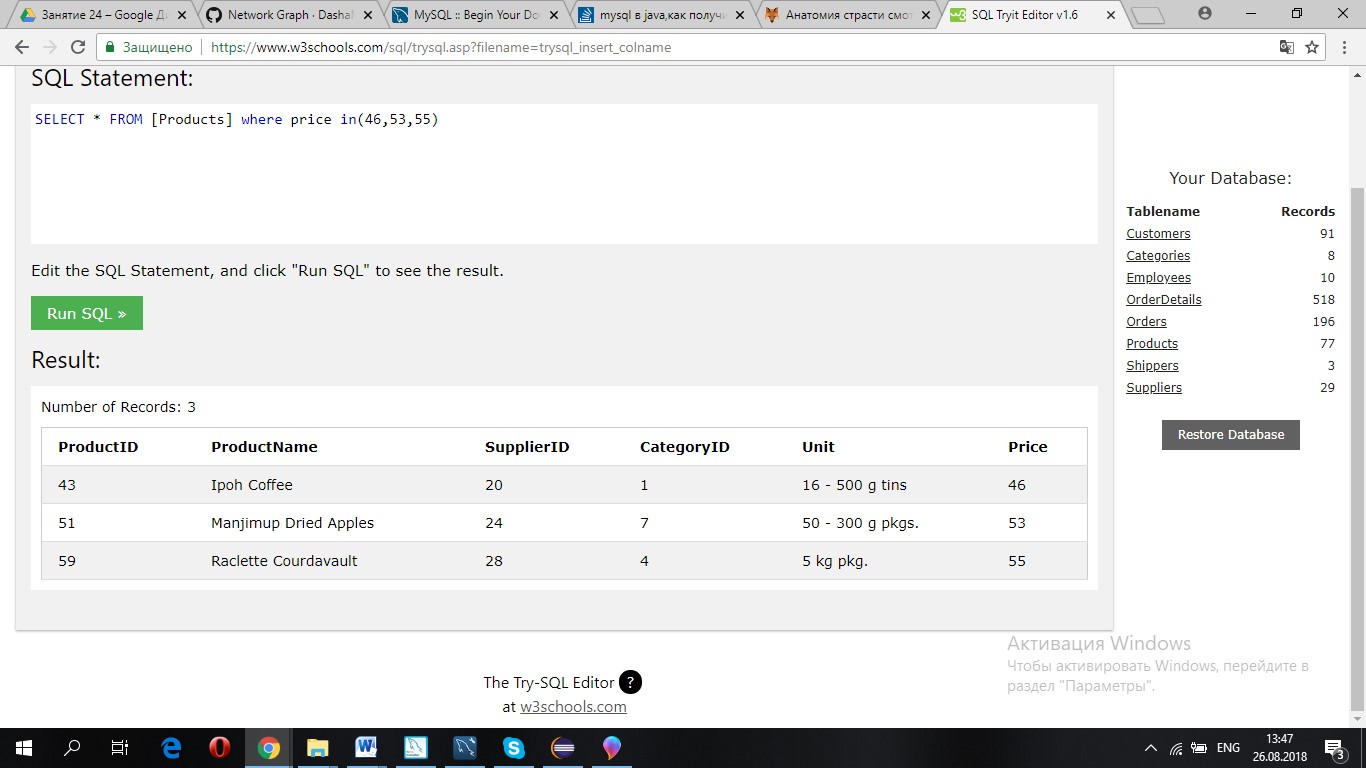 Занятие 24 – Google Ди
Network Graph · Dashal
MySQL :: Begin Your Do
mysql в java,как получи
Анатомия страсти смот
SQL Tryit Editor v1.6
Защищено
https://www.w3schools.com/sql/trysql.asp?filename=trysql_insert_colname
SQL Statement:
SELECT * FROM [Products] where price in(46,53,55)
Edit the SQL Statement, and click "Run SQL" to see the result.
Run SQL »
Result:
Number of Records: 3
ProductID ProductName SupplierID CategoryID Unit Price
43 Ipoh Coffee 20 1 16 - 500 g tins 46
51 Manjimup Dried Apples 24 7 50 - 300 g pkgs. 53
59 Raclette Courdavault 28 4 5 kg pkg. 55
Your Database:
Tablename Records
Customers 91
Categories 8
Employees 10
OrderDetails 518
Orders 196
Products 77
Shippers 3
Suppliers 29
Restore Database
The Try-SQL Editor ?
at w3schools.com
Активация Windows
Чтобы активировать Windows, перейдите в
раздел "Параметры".
ENG
13:47
26.08.2018
3